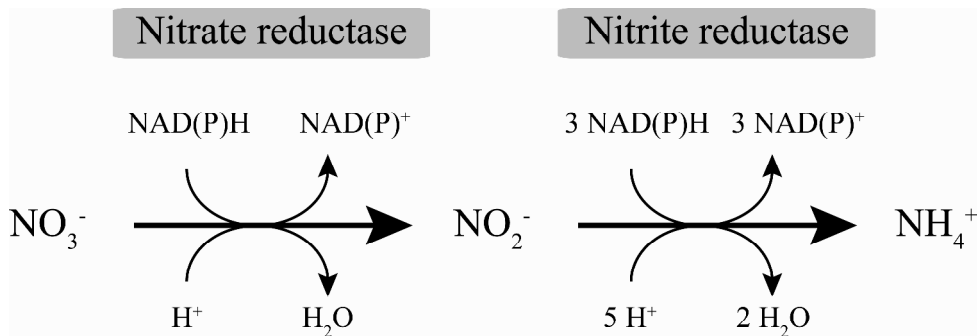 Nitrate reductase Nitrite reductase
NAD(P)H NAD(P)⁺ 3 NAD(P)H 3 NAD(P)⁺
NO₃⁻ NO₂⁻ NH₄⁺
H⁺ H₂O 5 H⁺ 2 H₂O